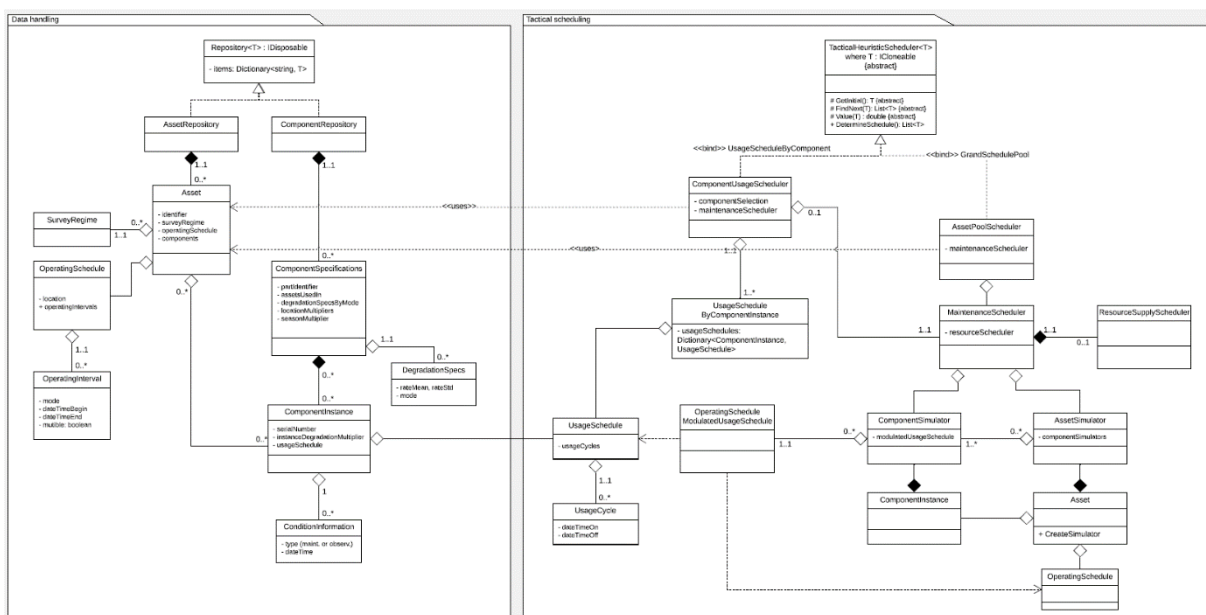 Data handling
Repository<T> : IDisposable
- items: Dictionary<string, T>
AssetRepository
ComponentRepository
1..1
1..1
0..*
Asset
- identifier
- surveyRegime
- operatingSchedule
- components
SurveyRegime
0..*
1..1
OperatingSchedule
- location
+ operatingIntervals
0..*
0..*
1..1
0..*
ComponentSpecifications
- partIdentifier
- assetsUsedIn
- degradationSpecsByMode
- locationMultipliers
- seasonMultiplier
1..1
0..*
DegradationSpecs
- rateMean, rateStd
- mode
OperatingInterval
- mode
- dateTimeBegin
- dateTimeEnd
- mutible: boolean
0..*
ComponentInstance
- serialNumber
- instanceDegradationMultiplier
- usageSchedule
0..*
1
0..*
ConditionInformation
- type (maint. or observ.)
- dateTime
Tactical scheduling
TacticalHeuristicScheduler<T>
where T : ICloneable
{abstract}
# GetInitial(): T {abstract}
# FindNext(T): List<T> {abstract}
# Value(T) : double {abstract}
+ DetermineSchedule(): List<T>
<<bind>> UsageScheduleByComponent
<<bind>> GrandSchedulePool
ComponentUsageScheduler
- componentSelection
- maintenanceScheduler
<<uses>>
0..1
AssetPoolScheduler
- maintenanceScheduler
<<uses>
1..1
1..*
UsageSchedule
ByComponentInstance
- usageSchedules:
Dictionary<ComponentInstance,
UsageSchedule>
MaintenanceScheduler
- resourceScheduler
1..1
1..1
0..1
ResourceSupplyScheduler
UsageSchedule
- usageCycles
OperatingSchedule
ModulatedUsageSchedule
1..1
0..*
ComponentSimulator
- modulatedUsageSchedule
1..*
0..*
AssetSimulator
- componentSimulators
1..1
0..*
UsageCycle
- dateTimeOn
- dateTimeOff
ComponentInstance
Asset
+ CreateSimulator
OperatingSchedule